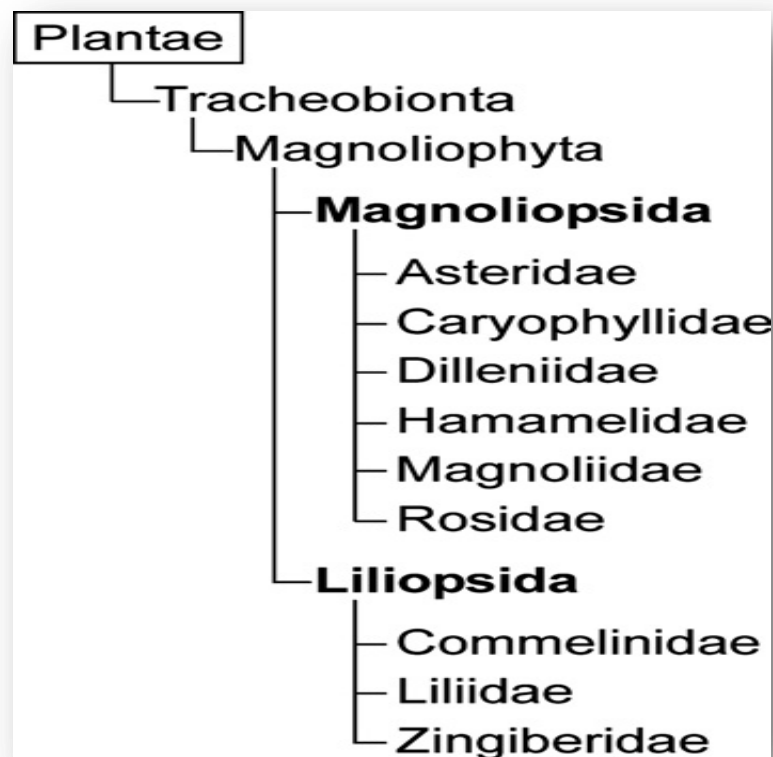 Plantae
Tracheobionta
Magnoliophyta
Magnoliopsida
Asteridae
Caryophyllidae
Dilleniidae
Hamamelidae
Magnoliidae
Rosidae
Liliopsida
Commelinidae
Liliidae
Zingiberidae